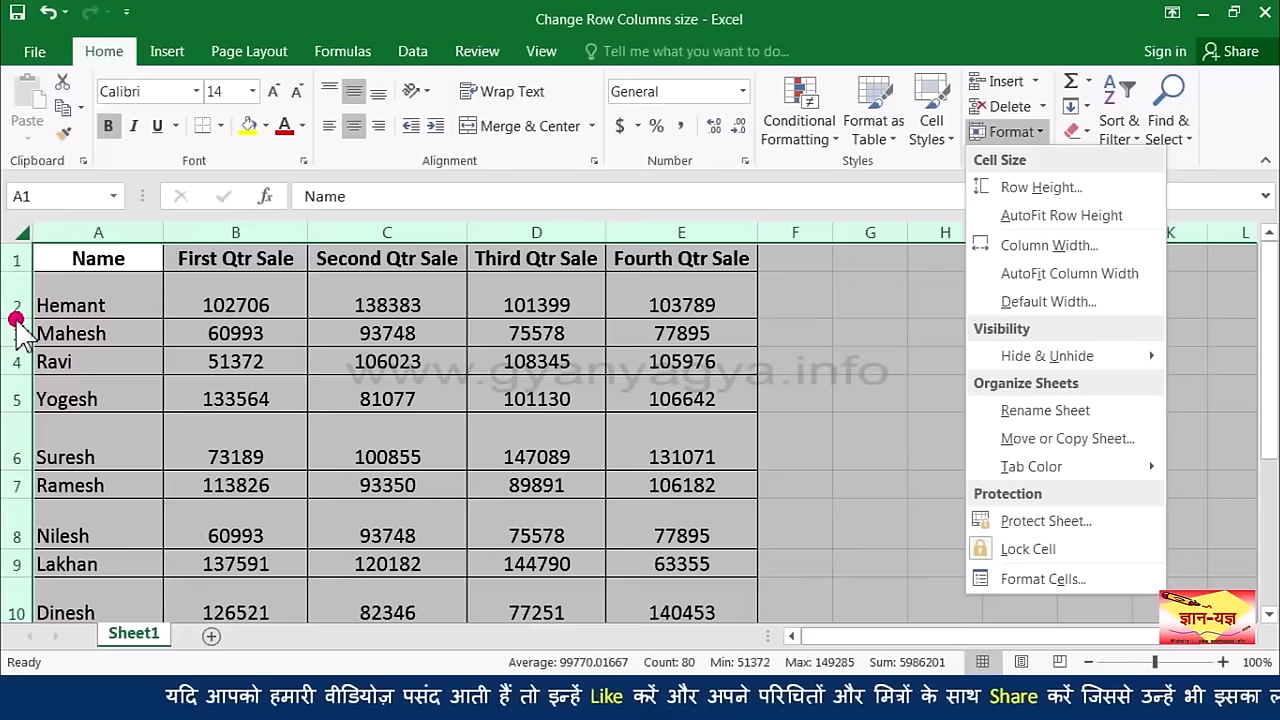 Change Row Columns size - Excel
File Home Insert Page Layout Formulas Data Review View Tell me what you want to do... Sign in Share
Calibri 14 Wrap Text General Insert
Paste Conditional Format as Cell Delete Sort & Find &
B I U Merge & Center $ % , Formatting Table Styles Format Filter Select
Clipboard Font Alignment Number Styles
Cell Size
Row Height...
AutoFit Row Height
Column Width...
AutoFit Column Width
Default Width...
Visibility
Hide & Unhide
Organize Sheets
Rename Sheet
Move or Copy Sheet...
Tab Color
Protection
Protect Sheet...
Lock Cell
Format Cells...
A1 fx Name
A B C D E F G H K L
1 Name First Qtr Sale Second Qtr Sale Third Qtr Sale Fourth Qtr Sale
2 Hemant 102706 138383 101399 103789
Mahesh 60993 93748 75578 77895
4 Ravi 51372 106023 108345 105976
www.gyanyagya.info
5 Yogesh 133564 81077 101130 106642
6 Suresh 73189 100855 147089 131071
7 Ramesh 113826 93350 89891 106182
8 Nilesh 60993 93748 75578 77895
9 Lakhan 137591 120182 144790 63355
10 Dinesh 126521 82346 77251 140453
ज्ञान-यज्ञ
Sheet1
Ready Average: 99770.01667 Count: 80 Min: 51372 Max: 149285 Sum: 5986201 100%
यदि आपको हमारी वीडियोज़ पसंद आती हैं तो इन्हें Like करें और अपने परिचितों और मित्रों के साथ Share करें जिससे उन्हें भी इसका ल